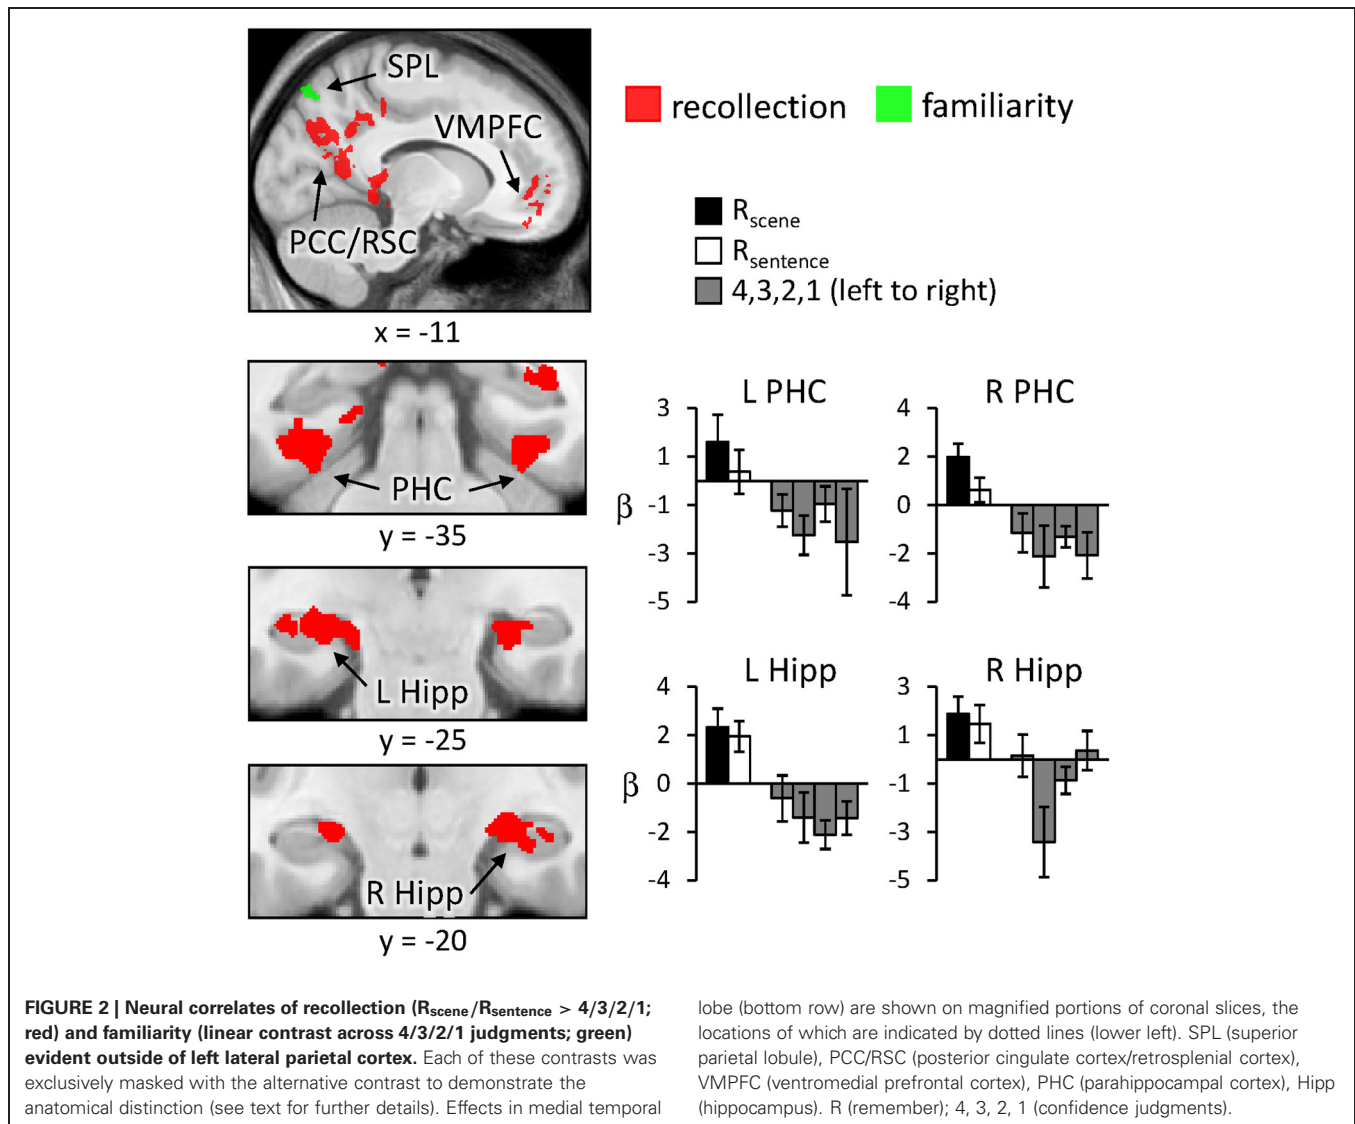 SPL
VMPFC
PCC/RSC
x = -11
recollection
familiarity
Rscene
Rsentence
4,3,2,1 (left to right)
PHC
y = -35
L Hipp
y = -25
R Hipp
y = -20
L PHC
3
1
-1
-3
-5
β
R PHC
4
2
0
-2
-4
L Hipp
4
2
0
-2
-4
β
R Hipp
3
1
-1
-3
-5
FIGURE 2 | Neural correlates of recollection (Rscene/Rsentence > 4/3/2/1;
red) and familiarity (linear contrast across 4/3/2/1 judgments; green)
evident outside of left lateral parietal cortex. Each of these contrasts was
exclusively masked with the alternative contrast to demonstrate the
anatomical distinction (see text for further details). Effects in medial temporal
lobe (bottom row) are shown on magnified portions of coronal slices, the
locations of which are indicated by dotted lines (lower left). SPL (superior
parietal lobule), PCC/RSC (posterior cingulate cortex/retrosplenial cortex),
VMPFC (ventromedial prefrontal cortex), PHC (parahippocampal cortex), Hipp
(hippocampus). R (remember); 4, 3, 2, 1 (confidence judgments).